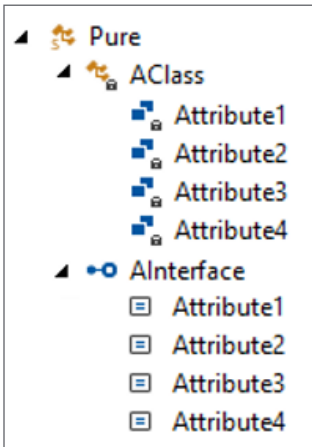 Pure
AClass
Attribute1
Attribute2
Attribute3
Attribute4
AInterface
Attribute1
Attribute2
Attribute3
Attribute4